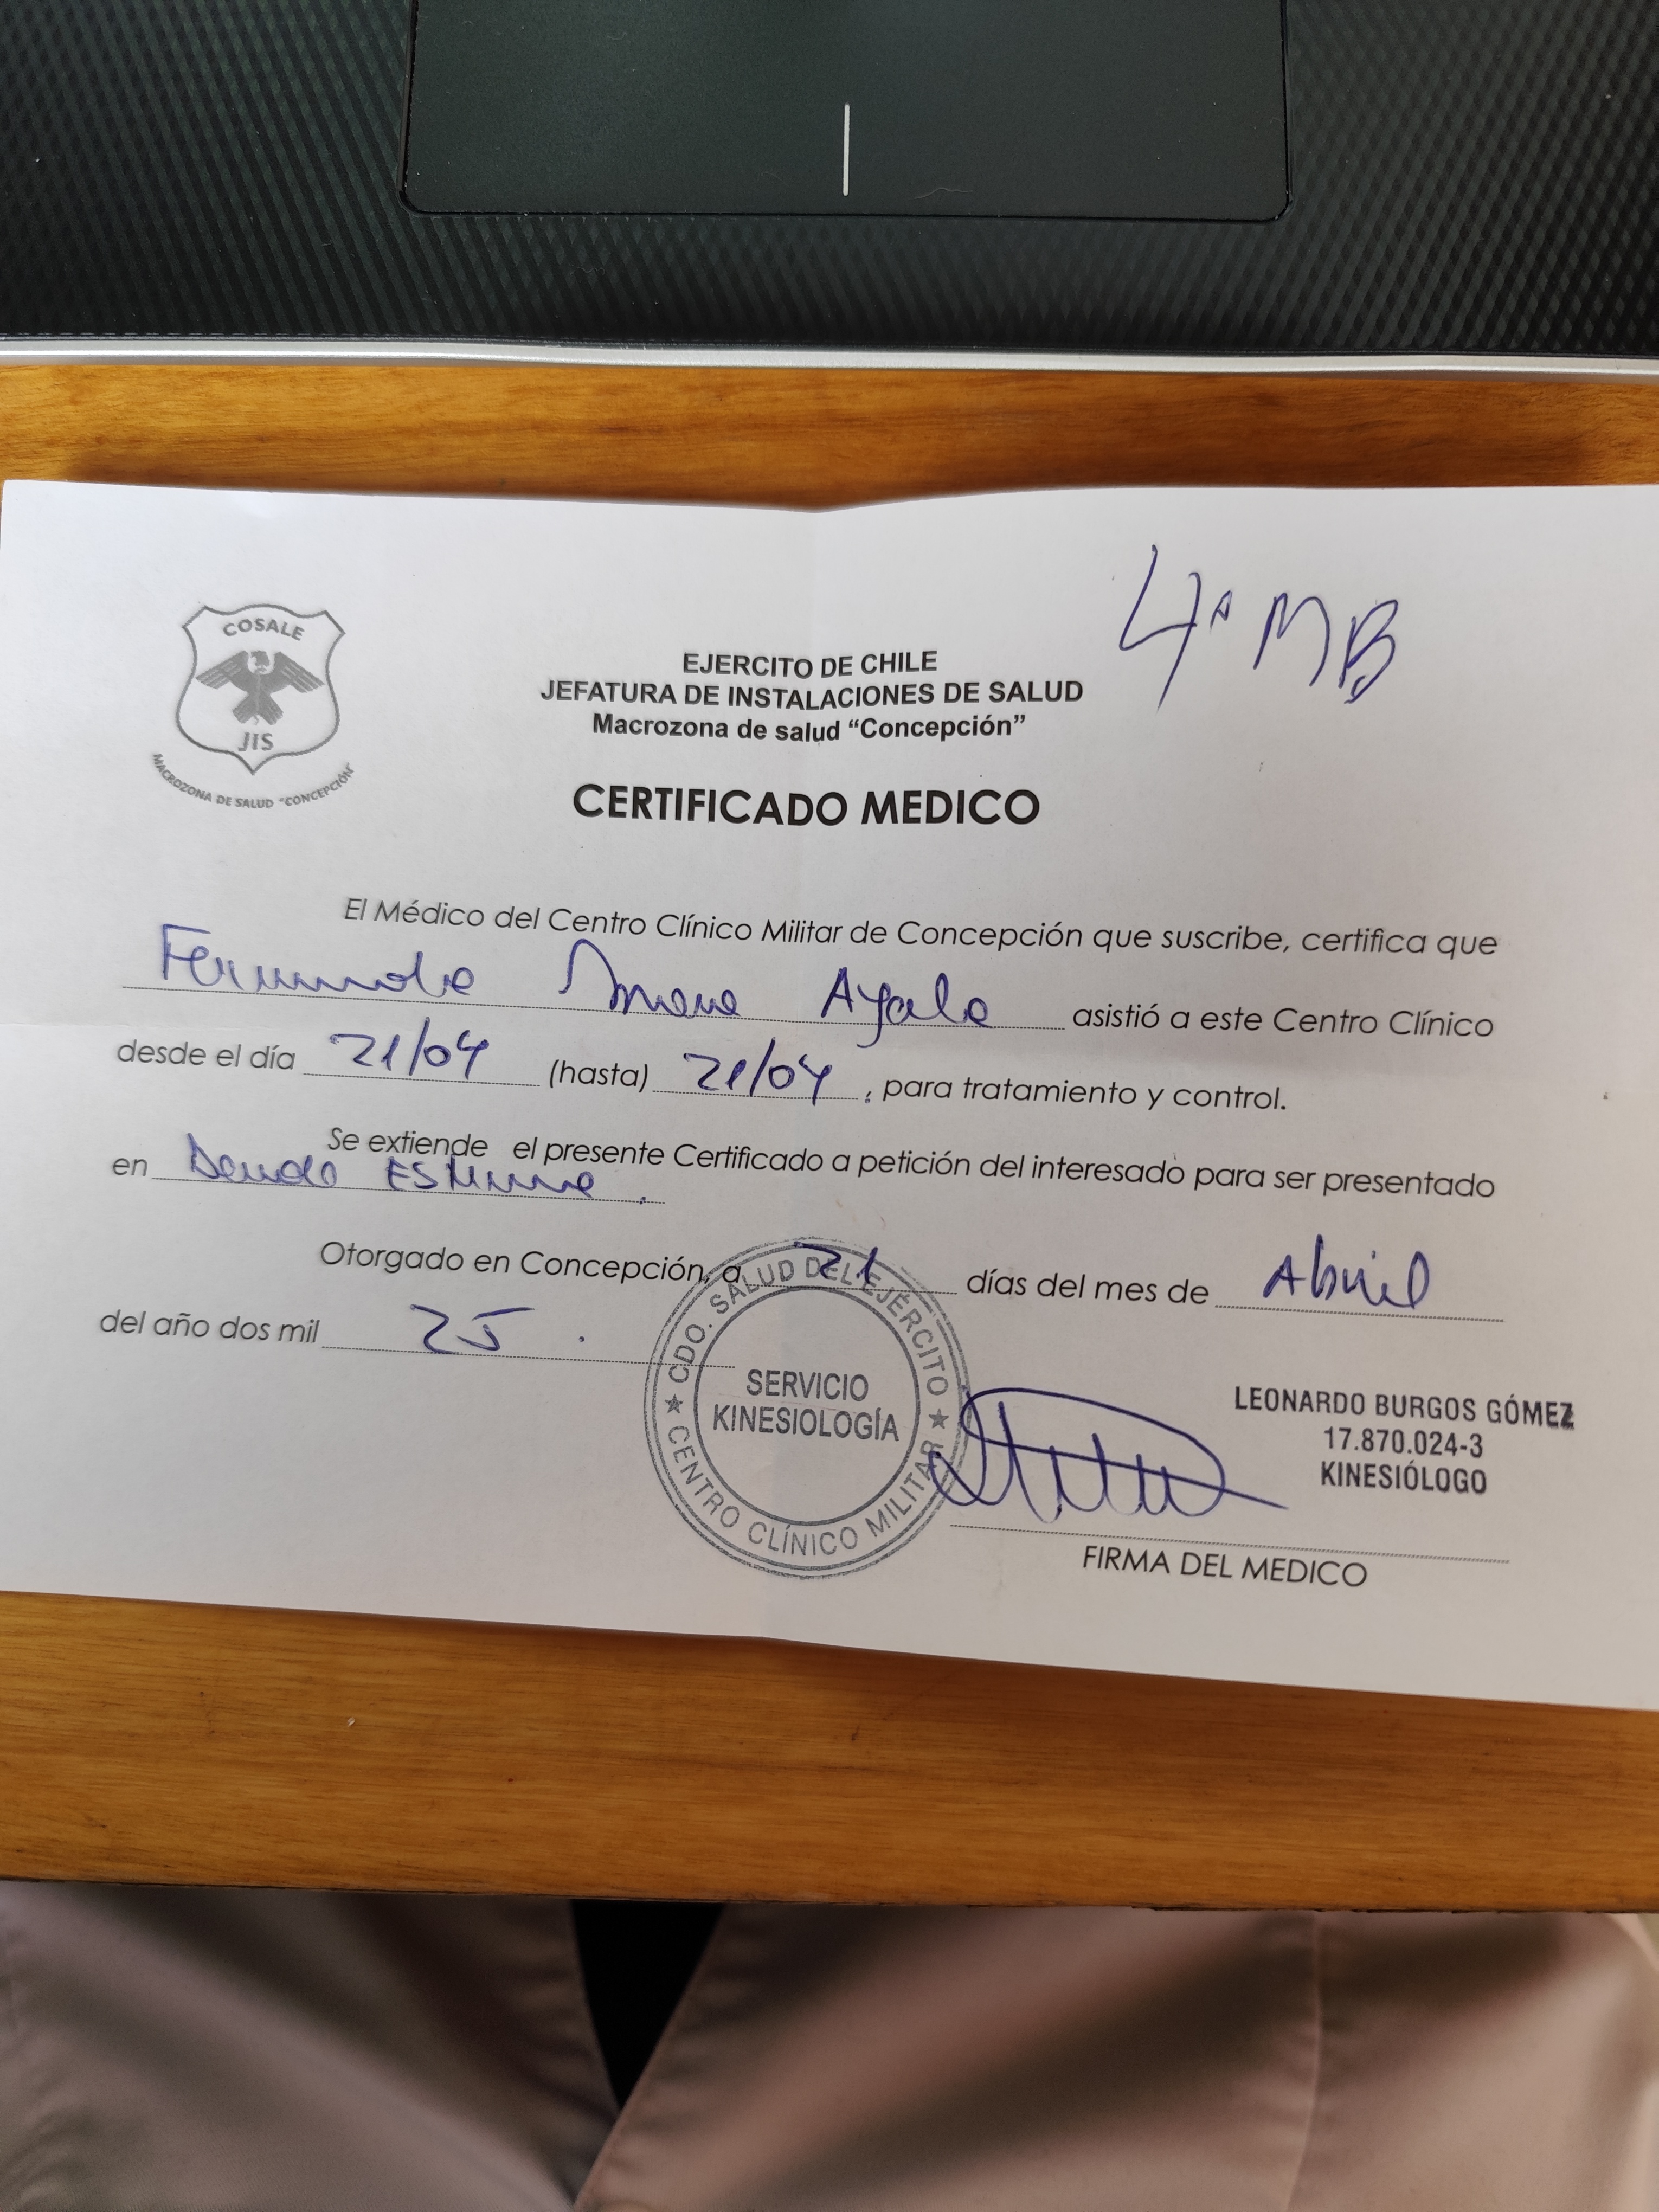 4º MB
COSALE
JIS
MACROZONA DE SALUD "CONCEPCIÓN"
EJERCITO DE CHILE
JEFATURA DE INSTALACIONES DE SALUD
Macrozona de salud “Concepción”
CERTIFICADO MEDICO
El Médico del Centro Clínico Militar de Concepción que suscribe, certifica que
Fernanda Ayala asistió a este Centro Clínico
desde el día 21/04 (hasta) 21/04, para tratamiento y control.
Se extiende el presente Certificado a petición del interesado para ser presentado
en Donde Estime.
Otorgado en Concepción, a 21 días del mes de Abril
del año dos mil 25.
CDO. SALUD DEL EJÉRCITO
SERVICIO
KINESIOLOGÍA
CENTRO CLÍNICO MILITAR
LEONARDO BURGOS GÓMEZ
17.870.024-3
KINESIÓLOGO
FIRMA DEL MEDICO